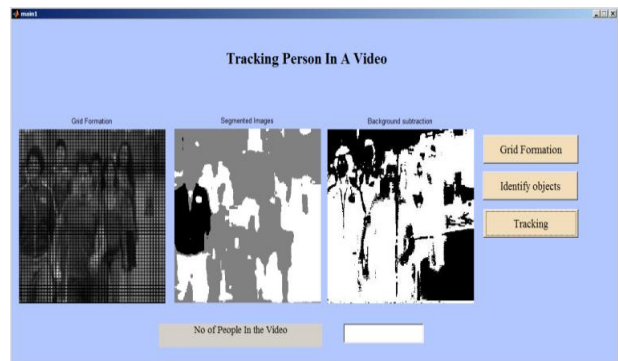 main1
Tracking Person In A Video
Grid Formation
Segmented Images
Background subtraction
Grid Formation
Identify objects
Tracking
No of People In the Video